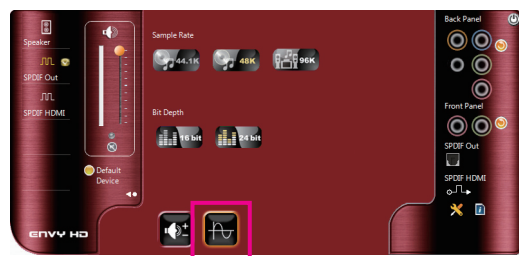 Speaker
SPDIF Out
SPDIF HDMI
Default
Device
ENVY HD
Sample Rate
44.1K
48K
96K
Bit Depth
16 bit
24 bit
Back Panel
Front Panel
SPDIF Out
SPDIF HDMI